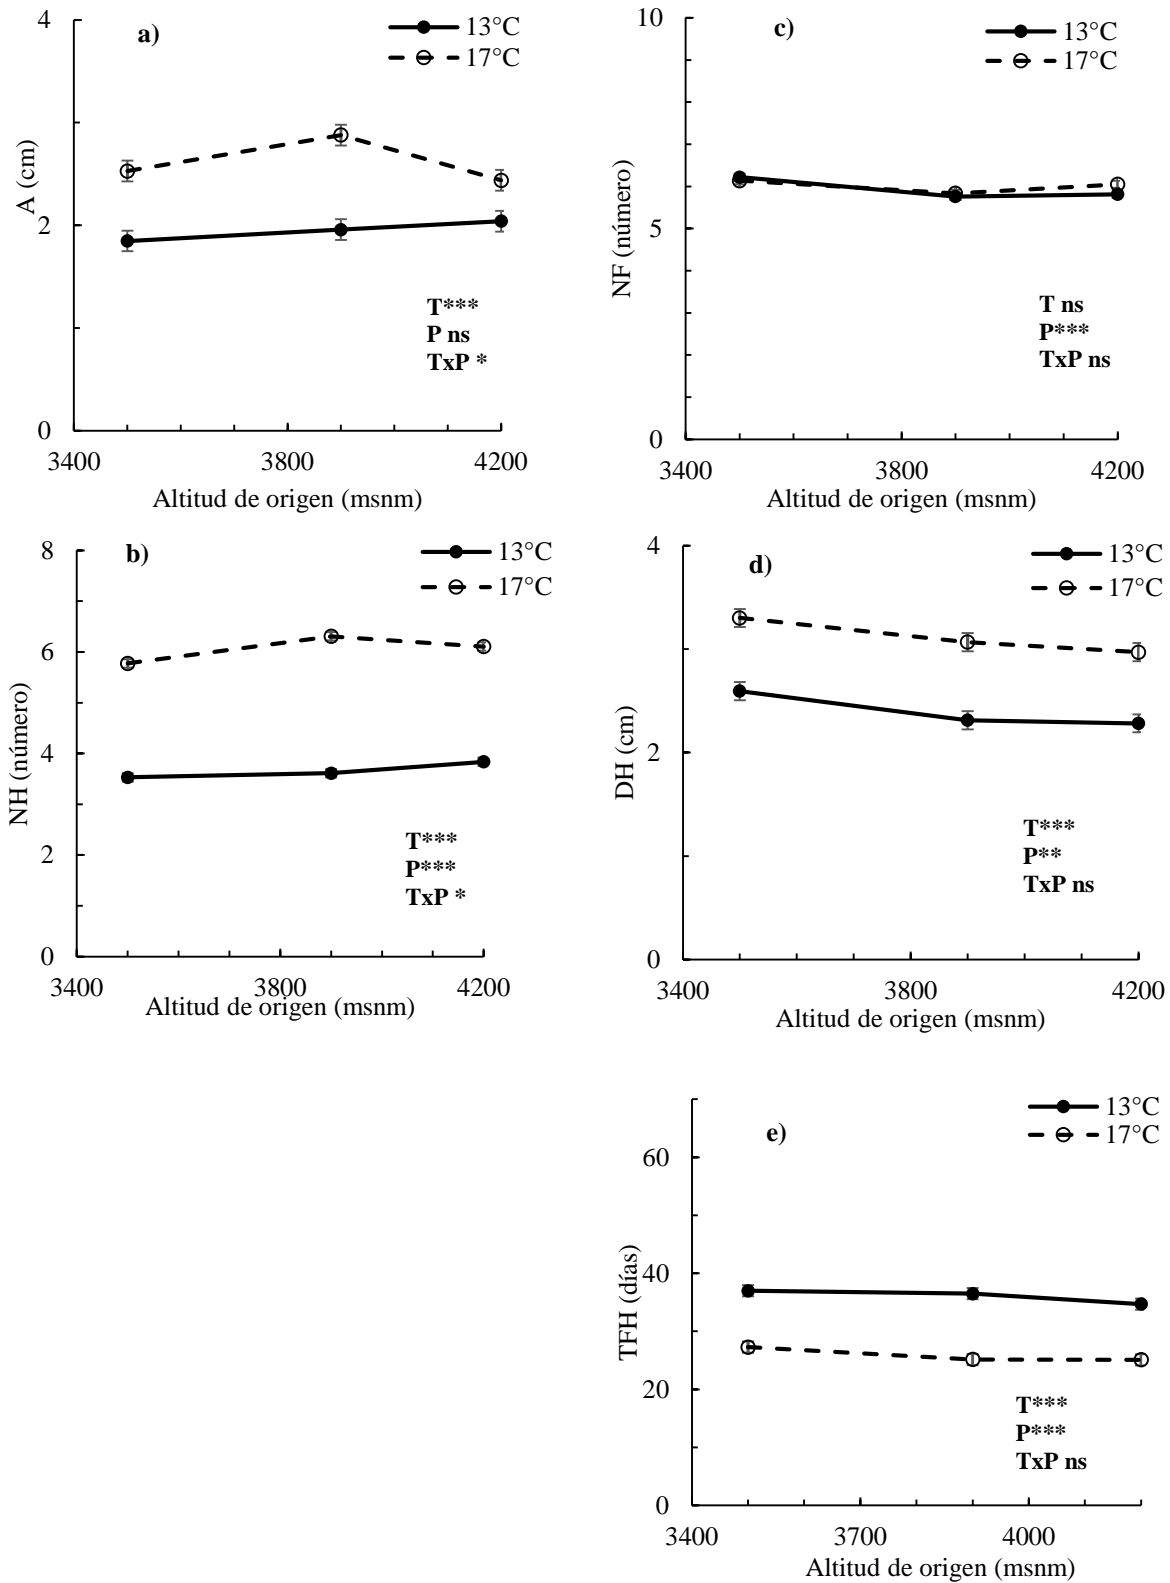 a)
13°C
17°C
4
2
0
A (cm)
T***
P ns
TxP *
3400
3800
4200
Altitud de origen (msnm)
c)
13°C
17°C
10
5
0
NF (número)
T ns
P***
TxP ns
3400
3800
4200
Altitud de origen (msnm)
b)
13°C
17°C
8
6
4
2
0
NH (número)
T***
P***
TxP *
3400
3800
4200
Altitud de origen (msnm)
d)
13°C
17°C
4
2
0
DH (cm)
T***
P**
TxP ns
3400
3800
4200
Altitud de origen (msnm)
e)
13°C
17°C
60
40
20
0
TFH (días)
T***
P***
TxP ns
3400
3700
4000
Altitud de origen (msnm)